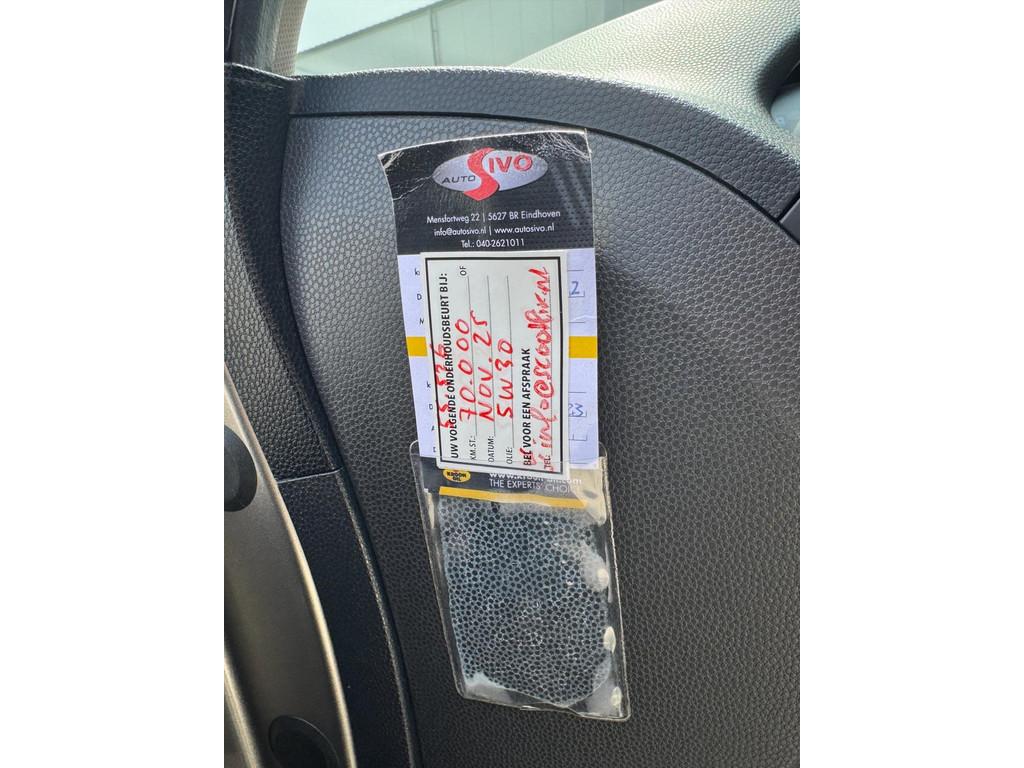 AUTO SIVO
Mensfortweg 22 | 5627 BR Eindhoven
info@autosivo.nl | www.autosivo.nl
Tel.: 040-2621011
K
D
N
2
K
23
UW VOLGENDE ONDERHOUDSBEURT BIJ:
KM.ST.: 70.000 OF
DATUM: NOV. 25
OLIE: 5W30
BEL VOOR EEN AFSPRAAK
TEL:
KROON OIL
THE EXPERTS' CHOICE